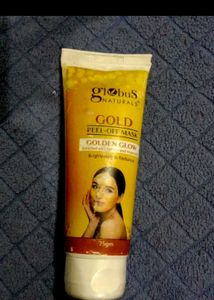 globus
NATURALS
GOLD
PEEL-OFF MASK
GOLDEN GLOW
Brightening & Radiance
75gm